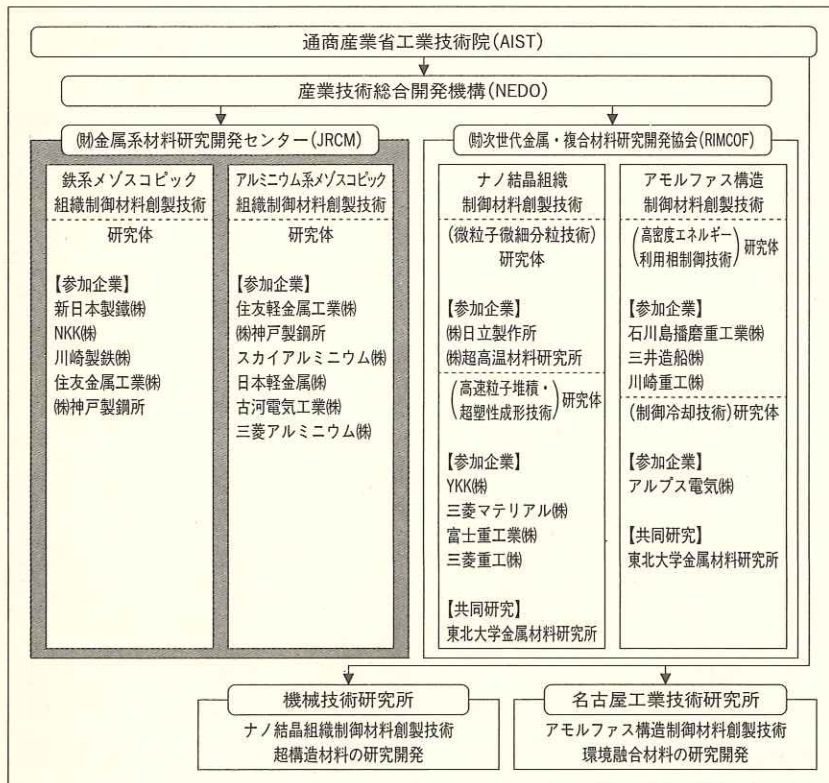 通商産業省工業技術院(AIST)
産業技術総合開発機構(NEDO)
㈶金属系材料研究開発センター(JRCM)
鉄系メゾスコピック
組織制御材料創製技術
研究体
【参加企業】
新日本製鐵㈱
NKK㈱
川崎製鉄㈱
住友金属工業㈱
㈱神戸製鋼所
アルミニウム系メゾスコピック
組織制御材料創製技術
研究体
【参加企業】
住友軽金属工業㈱
㈱神戸製鋼所
スカイアルミニウム㈱
日本軽金属㈱
古河電気工業㈱
三菱アルミニウム㈱
㈶次世代金属・複合材料研究開発協会(RIMCOF)
ナノ結晶組織
制御材料創製技術
(微粒子微細分粒技術)
研究体
【参加企業】
㈱日立製作所
㈱超高温材料研究所
(高速粒子堆積・
超塑性成形技術)研究体
【参加企業】
YKK㈱
三菱マテリアル㈱
富士重工業㈱
三菱重工㈱
【共同研究】
東北大学金属材料研究所
アモルファス構造
制御材料創製技術
(高密度エネルギー
利用相制御技術)研究体
【参加企業】
石川島播磨重工業㈱
三井造船㈱
川崎重工㈱
(制御冷却技術)研究体
【参加企業】
アルプス電気㈱
【共同研究】
東北大学金属材料研究所
機械技術研究所
ナノ結晶組織制御材料創製技術
超構造材料の研究開発
名古屋工業技術研究所
アモルファス構造制御材料創製技術
環境融合材料の研究開発